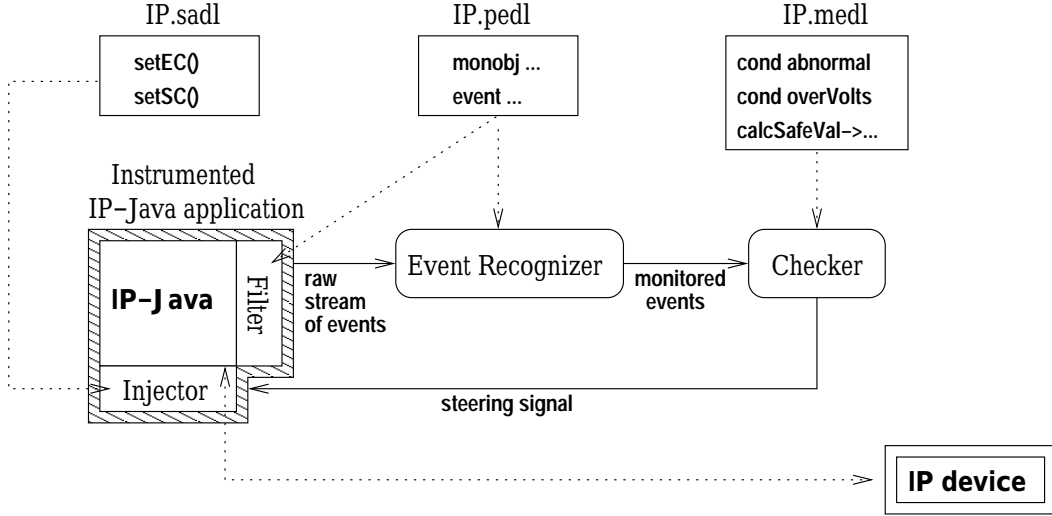 IP.sadl
IP.pedl
IP.medl
setEC()
setSC()
monobj ...
event ...
cond abnormal
cond overVolts
calcSafeVal->...
Instrumented
IP-Java application
IP-Java
Filter
Injector
raw
stream
of events
Event Recognizer
monitored
events
Checker
steering signal
IP device